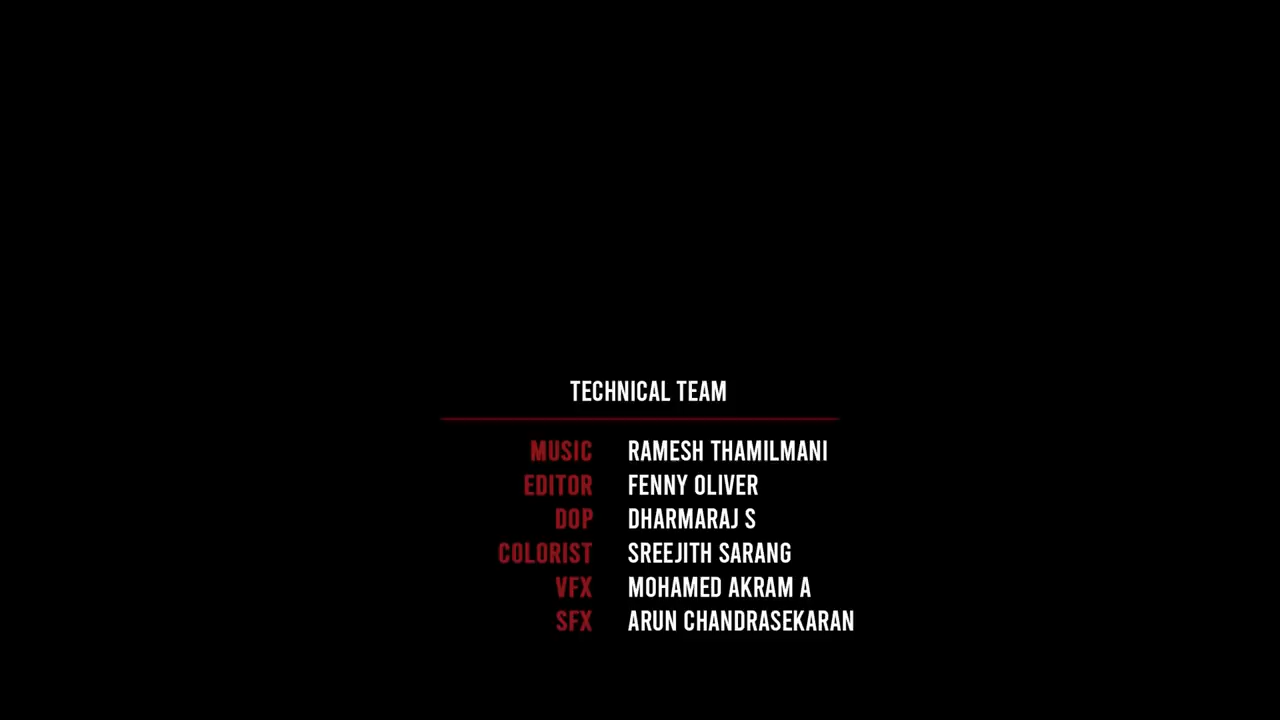 TECHNICAL TEAM
MUSIC RAMESH THAMILMANI
EDITOR FENNY OLIVER
DOP DHARMARAJ S
COLORIST SREEJITH SARANG
VFX MOHAMED AKRAM A
SFX ARUN CHANDRASEKARAN